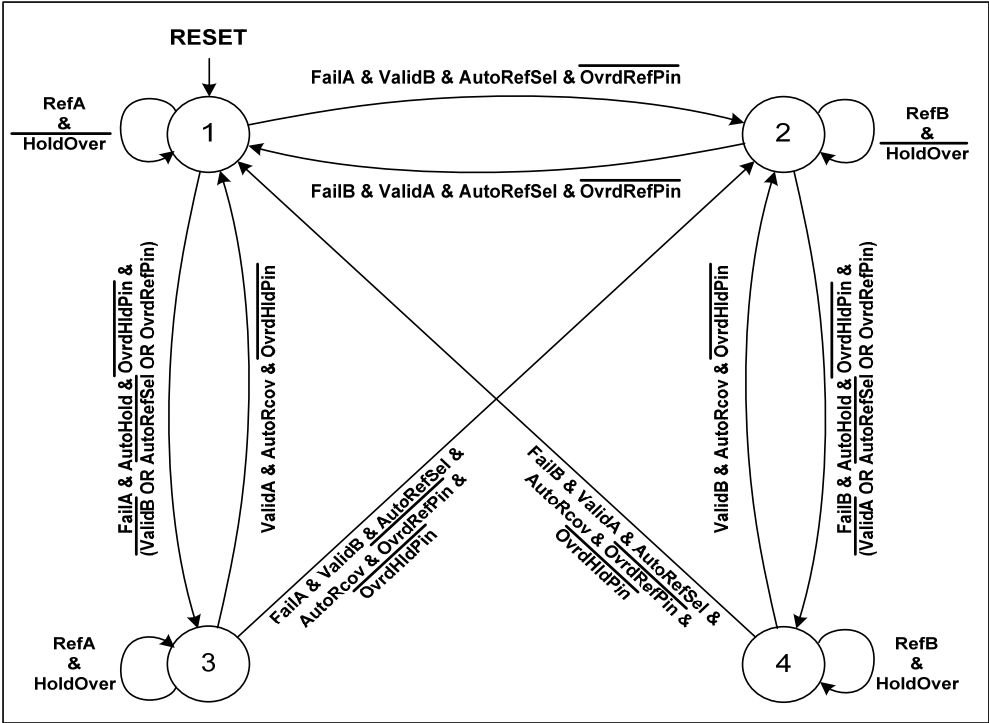 RESET
FailA & ValidB & AutoRefSel & OvrdRefPin
RefA
&
HoldOver
1
2
RefB
&
HoldOver
FailB & ValidA & AutoRefSel & OvrdRefPin
FailA & AutoHold & OvrdHldPin &
(ValidB OR AutoRefSel OR OvrdRefPin)
ValidA & AutoRcov & OvrdHldPin
ValidB & AutoRcov & OvrdHldPin
FailB & AutoHold & OvrdHldPin &
(ValidA OR AutoRefSel OR OvrdRefPin)
FailA & ValidB & AutoRefSel &
AutoRcov & OvrdRefPin &
OvrdHldPin
FailB & ValidA & AutoRefSel &
AutoRcov & OvrdRefPin &
OvrdHldPin
RefA
&
HoldOver
3
4
RefB
&
HoldOver